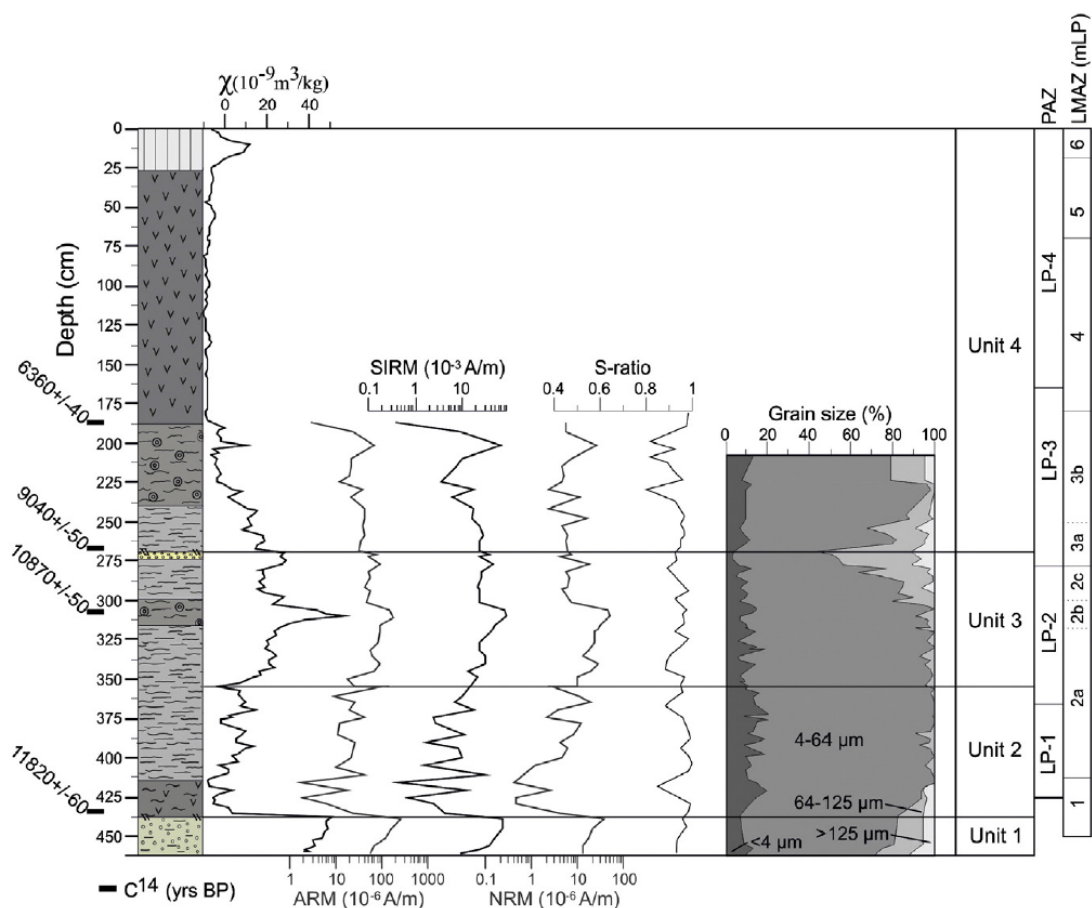 χ(10⁻⁹m³/kg)
0 20 40
PAZ
LMAZ (mLP)
Depth (cm)
0
25
50
75
100
125
150
175
200
225
250
275
300
325
350
375
400
425
450
6360+/-40
9040+/-50
10870+/-50
11820+/-60
SIRM (10⁻³ A/m)
0.1 1 10
S-ratio
0.4 0.6 0.8 1
Grain size (%)
0 20 40 60 80 100
4-64 µm
64-125 µm
>125 µm
<4 µm
Unit 4
Unit 3
Unit 2
Unit 1
LP-4
LP-3
LP-2
LP-1
6
5
4
3b
3a
2c
2b
2a
1
1 10 100 1000
ARM (10⁻⁶ A/m)
0.1 1 10 100
NRM (10⁻⁶ A/m)
C¹⁴ (yrs BP)